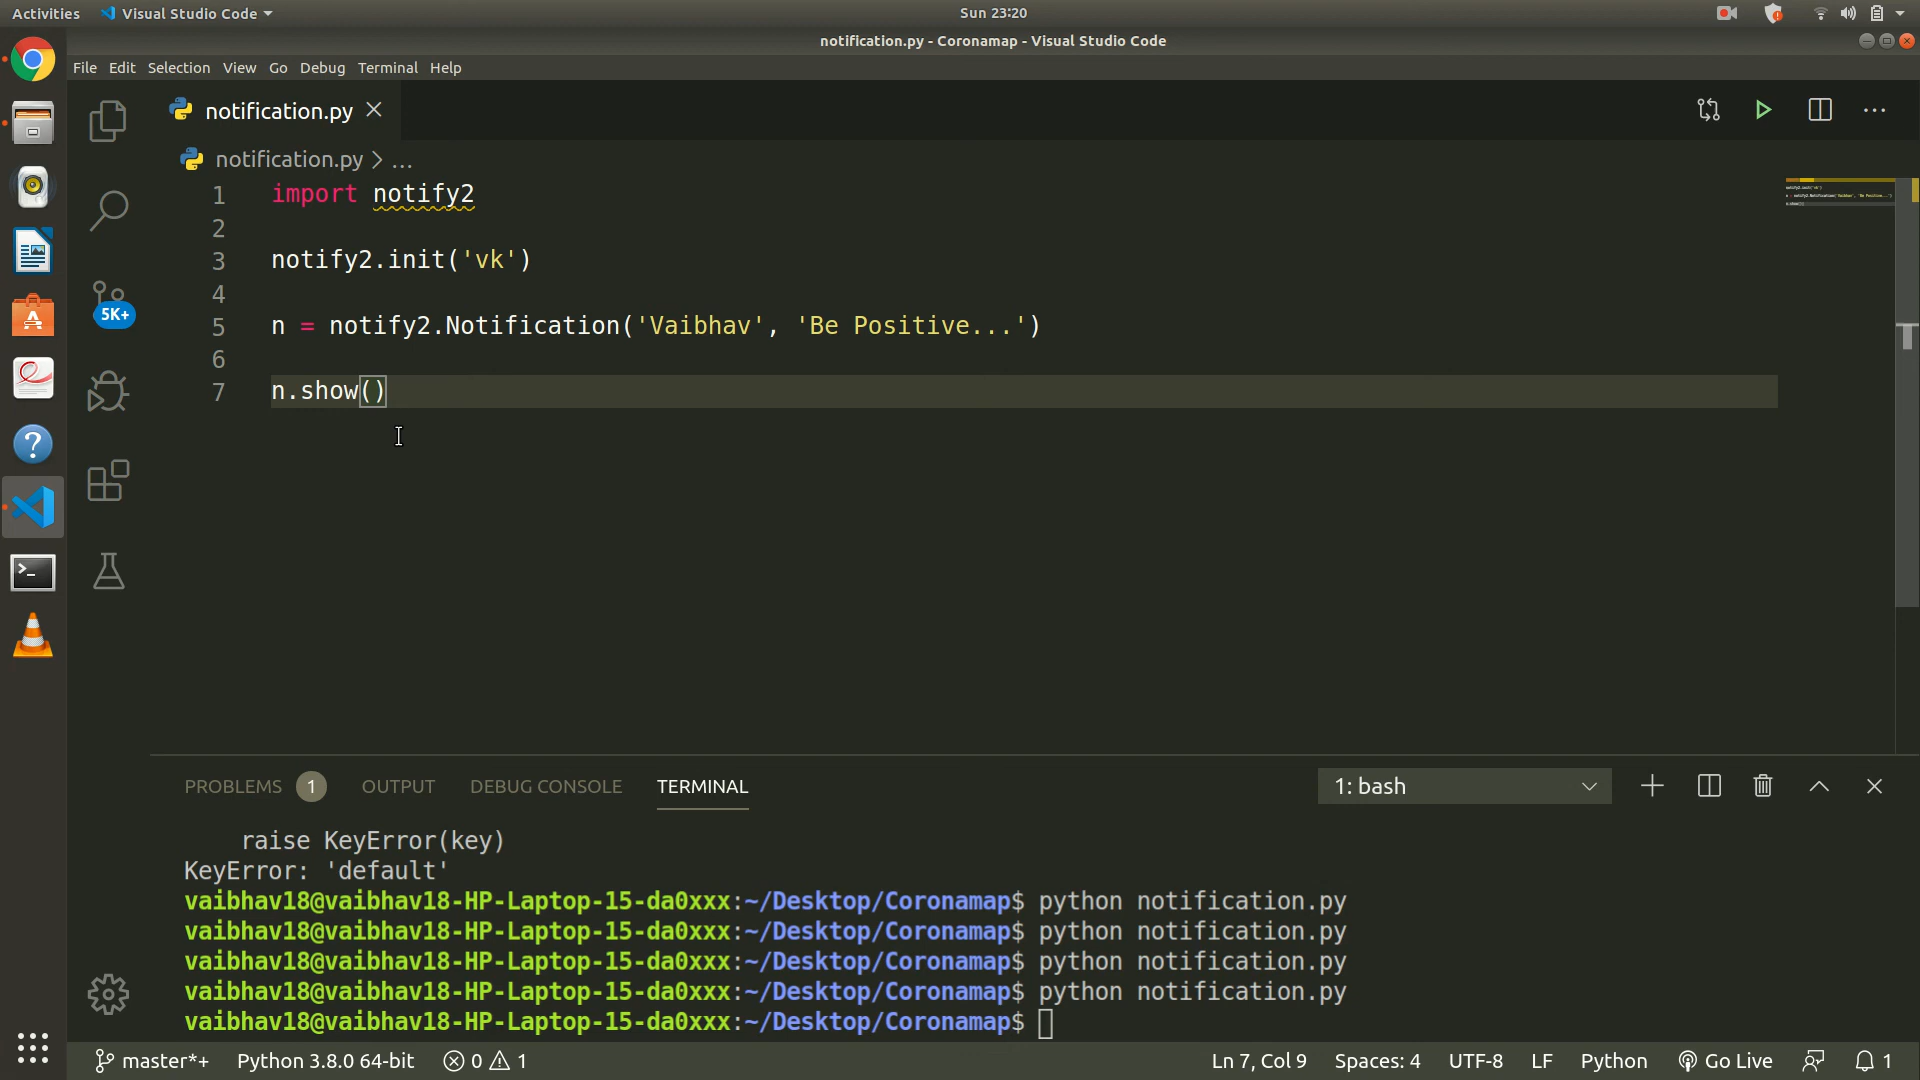 Activities Visual Studio Code Sun 23:20
notification.py - Coronamap - Visual Studio Code
File Edit Selection View Go Debug Terminal Help
notification.py
notification.py > ...
1 import notify2
2
3 notify2.init('vk')
4
5 n = notify2.Notification('Vaibhav', 'Be Positive...')
6
7 n.show()
5K+
PROBLEMS 1 OUTPUT DEBUG CONSOLE TERMINAL 1: bash
raise KeyError(key)
KeyError: 'default'
vaibhav18@vaibhav18-HP-Laptop-15-da0xxx:~/Desktop/Coronamap$ python notification.py
vaibhav18@vaibhav18-HP-Laptop-15-da0xxx:~/Desktop/Coronamap$ python notification.py
vaibhav18@vaibhav18-HP-Laptop-15-da0xxx:~/Desktop/Coronamap$ python notification.py
vaibhav18@vaibhav18-HP-Laptop-15-da0xxx:~/Desktop/Coronamap$ python notification.py
vaibhav18@vaibhav18-HP-Laptop-15-da0xxx:~/Desktop/Coronamap$
master*+ Python 3.8.0 64-bit 0 1 Ln 7, Col 9 Spaces: 4 UTF-8 LF Python Go Live 1